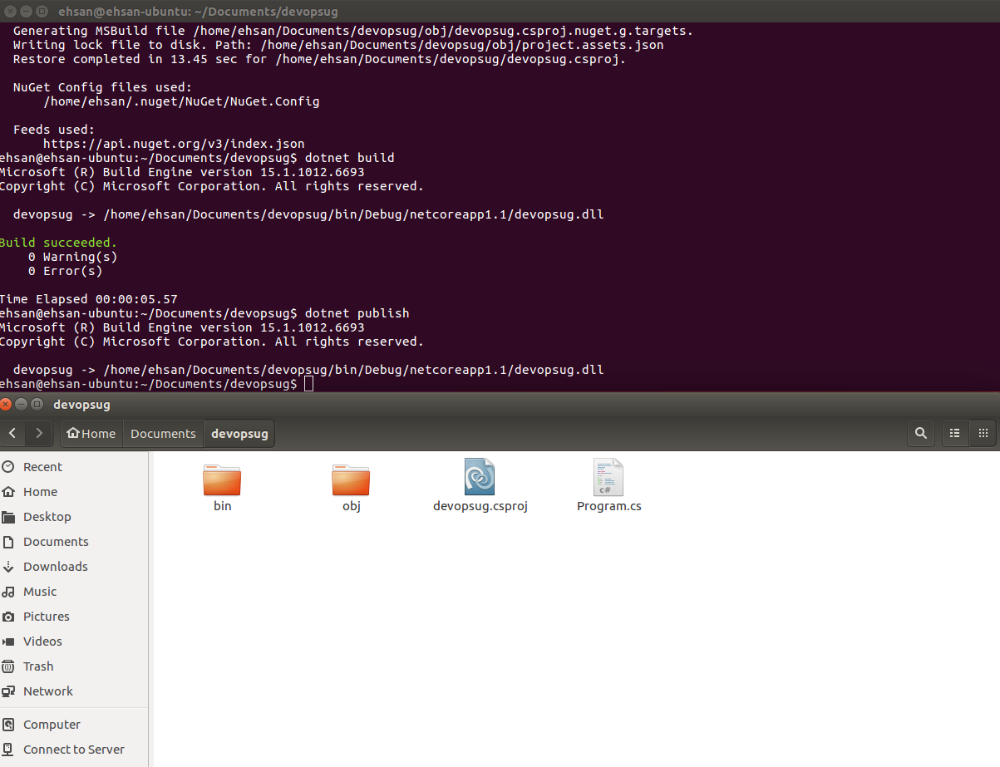 ehsan@ehsan-ubuntu: ~/Documents/devopsug
Generating MSBuild file /home/ehsan/Documents/devopsug/obj/devopsug.csproj.nuget.g.targets.
Writing lock file to disk. Path: /home/ehsan/Documents/devopsug/obj/project.assets.json
Restore completed in 13.45 sec for /home/ehsan/Documents/devopsug/devopsug.csproj.
NuGet Config files used:
/home/ehsan/.nuget/NuGet/NuGet.Config
Feeds used:
https://api.nuget.org/v3/index.json
ehsan@ehsan-ubuntu:~/Documents/devopsug$ dotnet build
Microsoft (R) Build Engine version 15.1.1012.6693
Copyright (C) Microsoft Corporation. All rights reserved.
devopsug -> /home/ehsan/Documents/devopsug/bin/Debug/netcoreapp1.1/devopsug.dll
Build succeeded.
0 Warning(s)
0 Error(s)
Time Elapsed 00:00:05.57
ehsan@ehsan-ubuntu:~/Documents/devopsug$ dotnet publish
Microsoft (R) Build Engine version 15.1.1012.6693
Copyright (C) Microsoft Corporation. All rights reserved.
devopsug -> /home/ehsan/Documents/devopsug/bin/Debug/netcoreapp1.1/devopsug.dll
ehsan@ehsan-ubuntu:~/Documents/devopsug$
devopsug
Home Documents devopsug
Recent
Home
Desktop
Documents
Downloads
Music
Pictures
Videos
Trash
Network
Computer
Connect to Server
c#
bin obj devopsug.csproj Program.cs